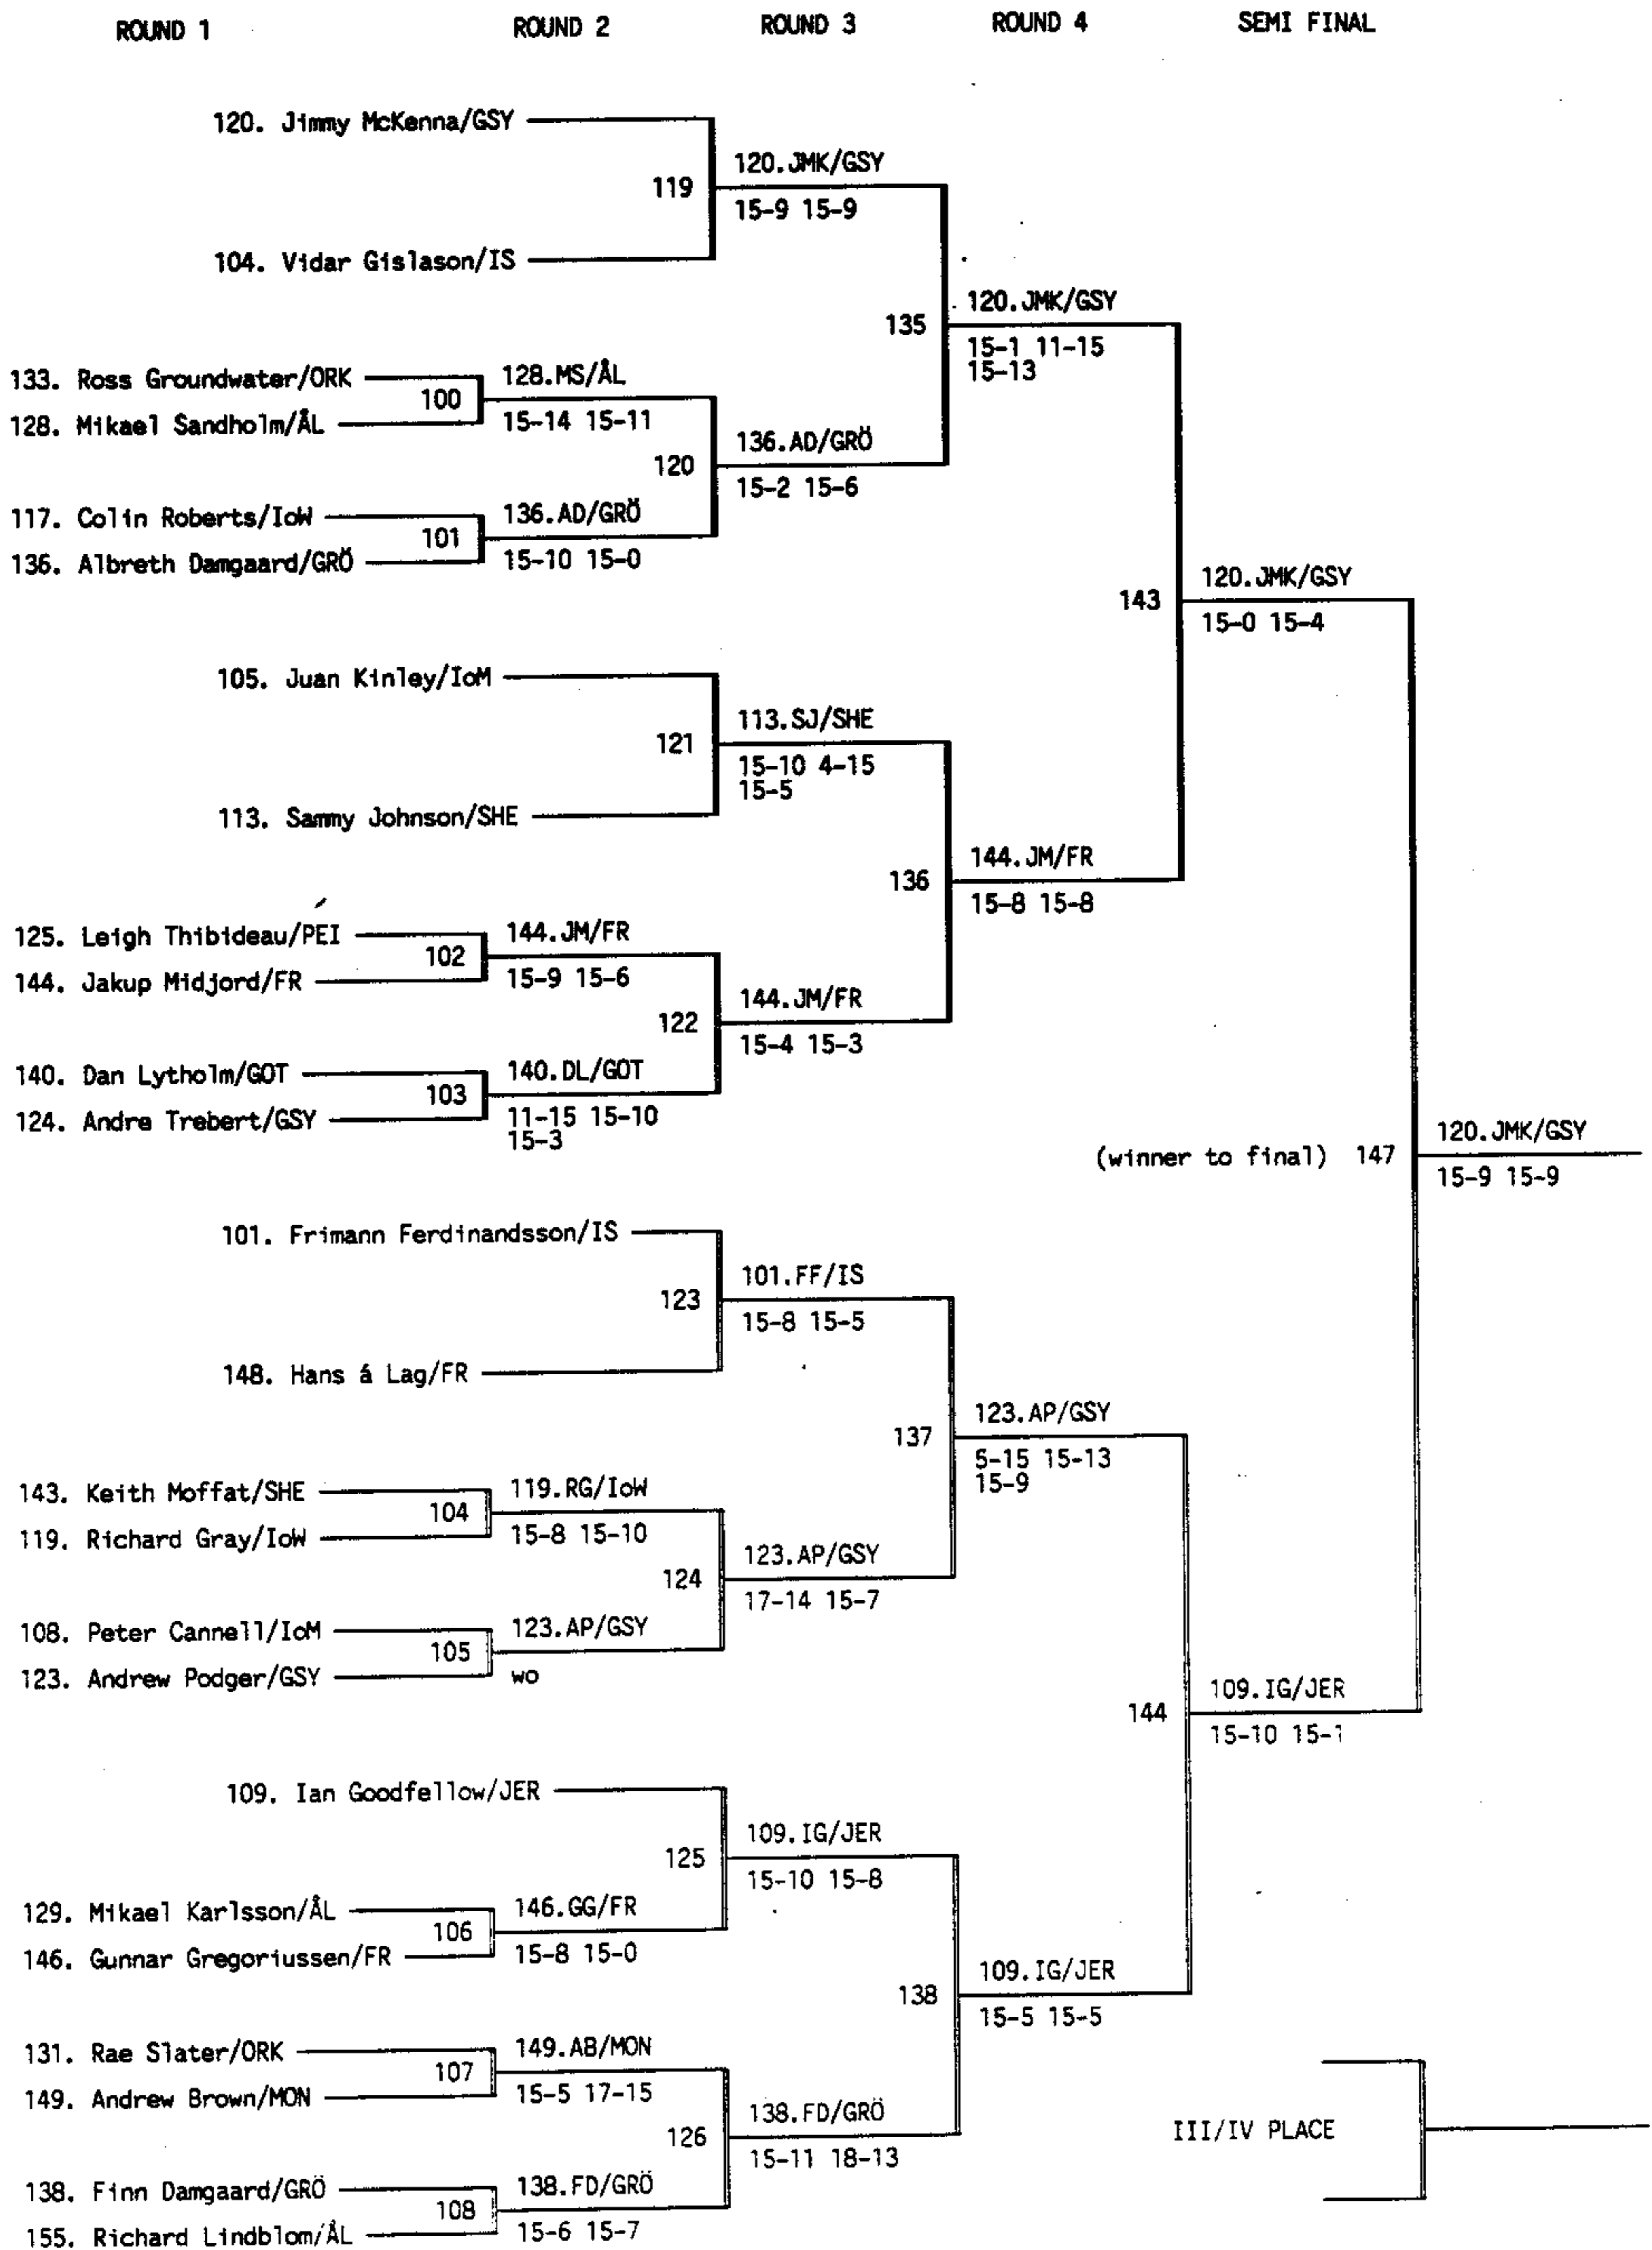 ROUND 1 ROUND 2 ROUND 3 ROUND 4 SEMI FINAL
120. Jimmy McKenna/GSY
119
120.JMK/GSY
15-9 15-9
104. Vidar Gislason/IS
135
120.JMK/GSY
15-1 11-15
15-13
133. Ross Groundwater/ORK
128. Mikael Sandholm/ÅL
100
128.MS/ÅL
15-14 15-11
120
136.AD/GRÖ
15-2 15-6
117. Colin Roberts/IoW
136. Albreth Damgaard/GRÖ
101
136.AD/GRÖ
15-10 15-0
143
120.JMK/GSY
15-0 15-4
105. Juan Kinley/IoM
121
113.SJ/SHE
15-10 4-15
15-5
113. Sammy Johnson/SHE
136
144.JM/FR
15-8 15-8
125. Leigh Thibideau/PEI
144. Jakup Midjord/FR
102
144.JM/FR
15-9 15-6
122
144.JM/FR
15-4 15-3
140. Dan Lytholm/GOT
124. Andre Trebert/GSY
103
140.DL/GOT
11-15 15-10
15-3
(winner to final) 147
120.JMK/GSY
15-9 15-9
101. Frimann Ferdinandsson/IS
123
101.FF/IS
15-8 15-5
148. Hans á Lag/FR
137
123.AP/GSY
5-15 15-13
15-9
143. Keith Moffat/SHE
119. Richard Gray/IoW
104
119.RG/IoW
15-8 15-10
124
123.AP/GSY
17-14 15-7
108. Peter Cannell/IoM
123. Andrew Podger/GSY
105
123.AP/GSY
wo
144
109.IG/JER
15-10 15-1
109. Ian Goodfellow/JER
125
109.IG/JER
15-10 15-8
129. Mikael Karlsson/ÅL
146. Gunnar Gregoriussen/FR
106
146.GG/FR
15-8 15-0
138
109.IG/JER
15-5 15-5
131. Rae Slater/ORK
149. Andrew Brown/MON
107
149.AB/MON
15-5 17-15
126
138.FD/GRÖ
15-11 18-13
III/IV PLACE
138. Finn Damgaard/GRÖ
155. Richard Lindblom/ÅL
108
138.FD/GRÖ
15-6 15-7